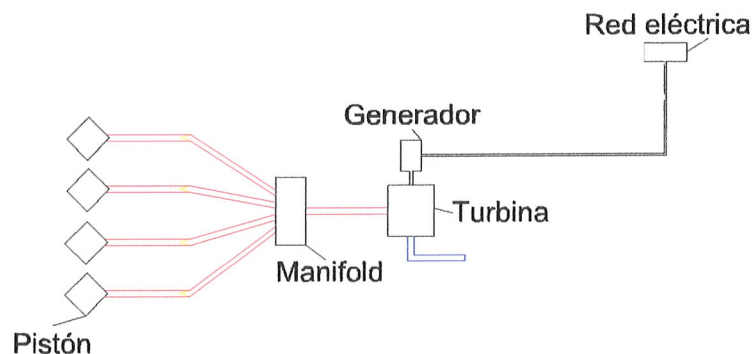 Red eléctrica
Generador
Turbina
Manifold
Pistón